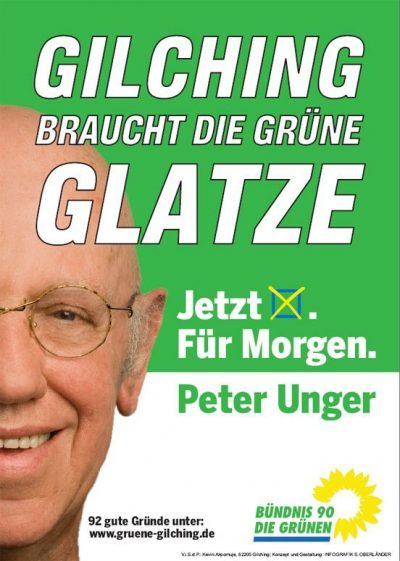 GILCHING
BRAUCHT DIE GRÜNE
GLATZE
Jetzt ☒.
Für Morgen.
Peter Unger
92 gute Gründe unter:
www.gruene-gilching.de
BÜNDNIS 90
DIE GRÜNEN
V.i.S.d.P.: Kevin 82205 Gilching; Konzept und Gestaltung: INFOGRAFIK S. OBERLÄNDER